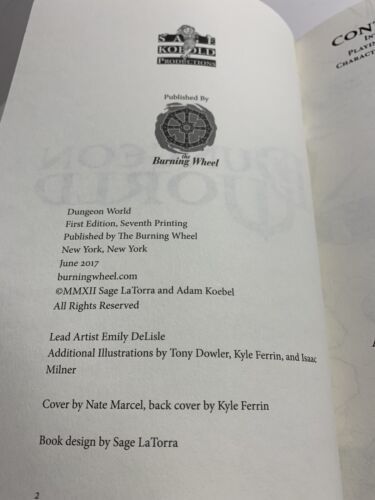 SAGE
KOBOLD
PRODUCTIONS
Published By
the
Burning Wheel
Dungeon World
First Edition, Seventh Printing
Published by The Burning Wheel
New York, New York
June 2017
burningwheel.com
©MMXII Sage LaTorra and Adam Koebel
All Rights Reserved
Lead Artist Emily DeLisle
Additional Illustrations by Tony Dowler, Kyle Ferrin, and Isaac
Milner
Cover by Nate Marcel, back cover by Kyle Ferrin
Book design by Sage LaTorra
2
CONT
IN
PLAYIN
CHARACT